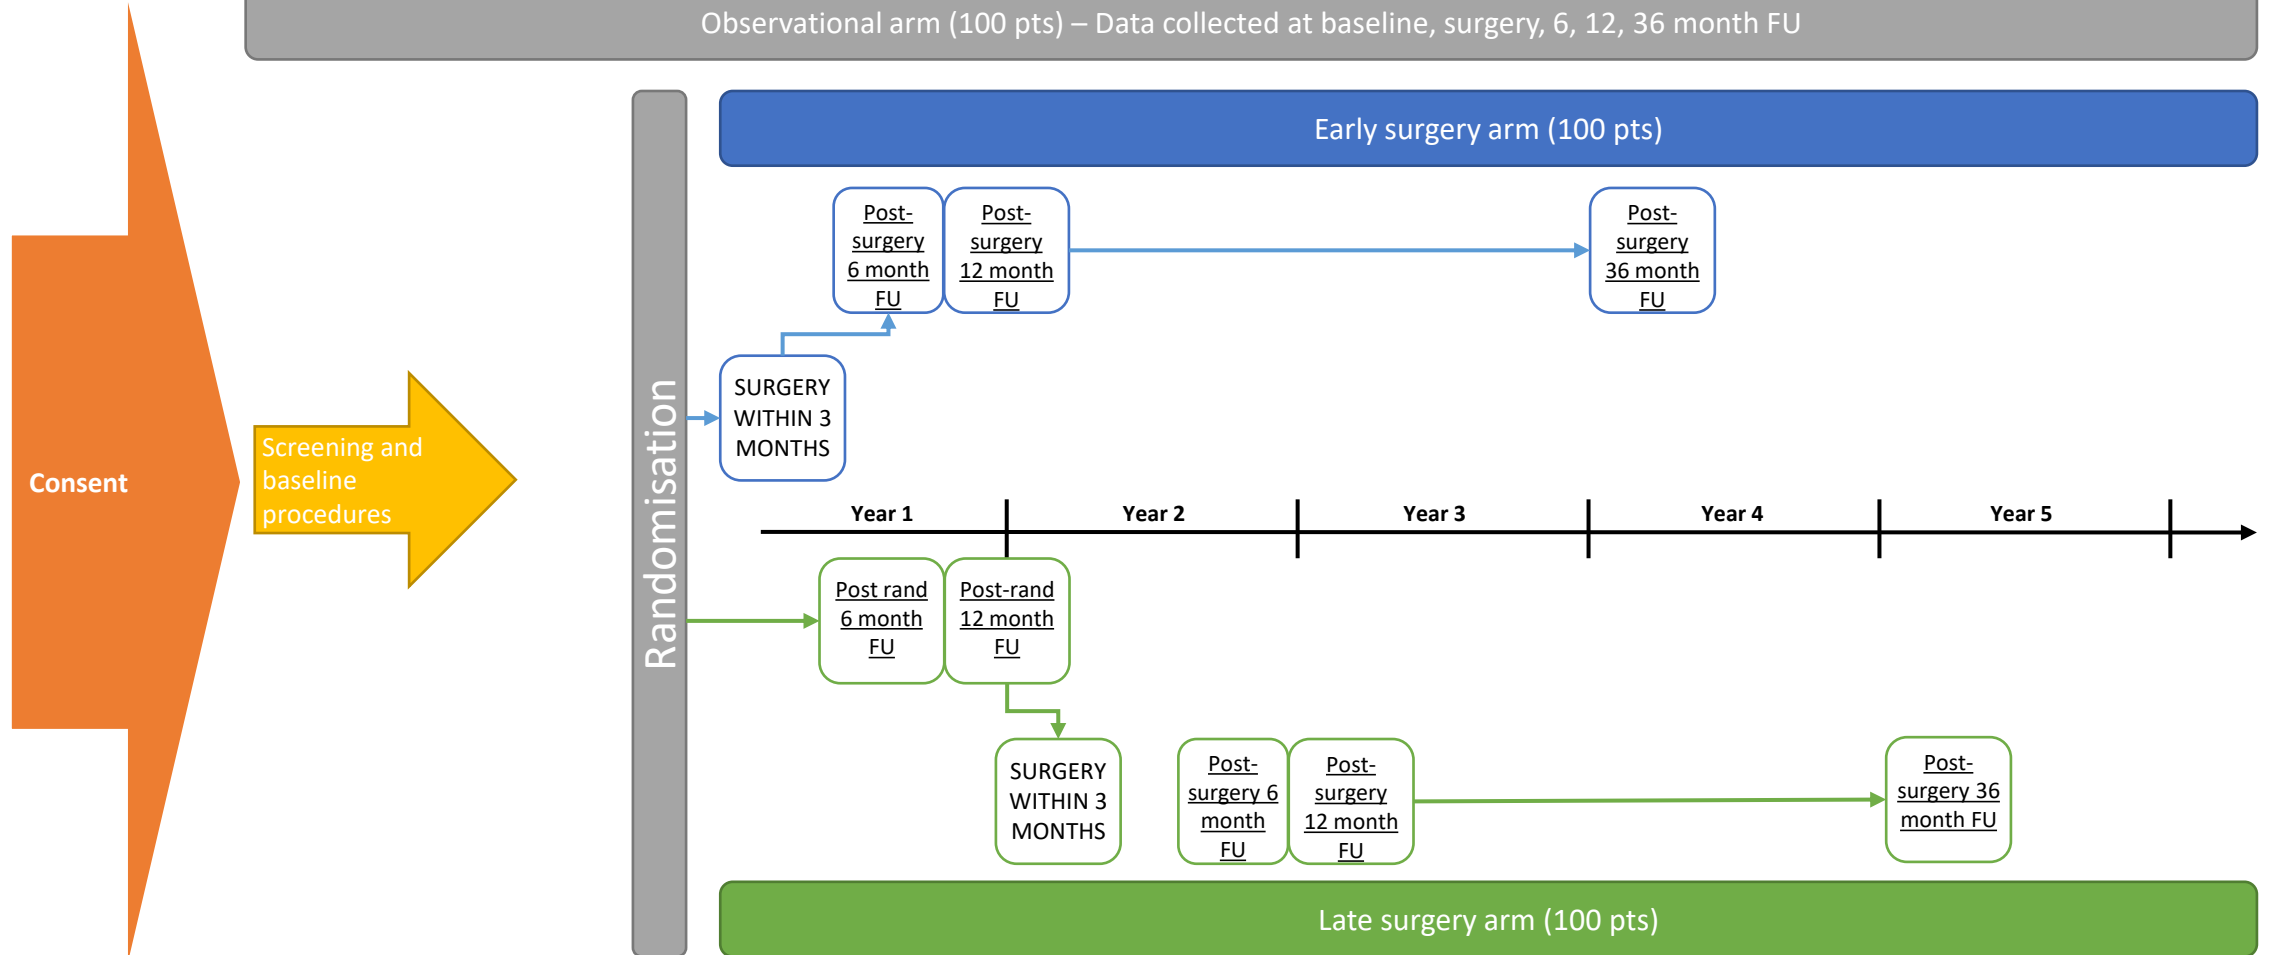 Observational arm (100 pts) – Data collected at baseline, surgery, 6, 12, 36 month FU
Early surgery arm (100 pts)
Post-
surgery
6 month
FU
Post-
surgery
12 month
FU
Post-
surgery
36 month
FU
SURGERY
WITHIN 3
MONTHS
Consent
Screening and
baseline
procedures
Randomisation
Year 1
Year 2
Year 3
Year 4
Year 5
Post rand
6 month
FU
Post-rand
12 month
FU
SURGERY
WITHIN 3
MONTHS
Post-
surgery 6
month
FU
Post-
surgery
12 month
FU
Post-
surgery 36
month FU
Late surgery arm (100 pts)